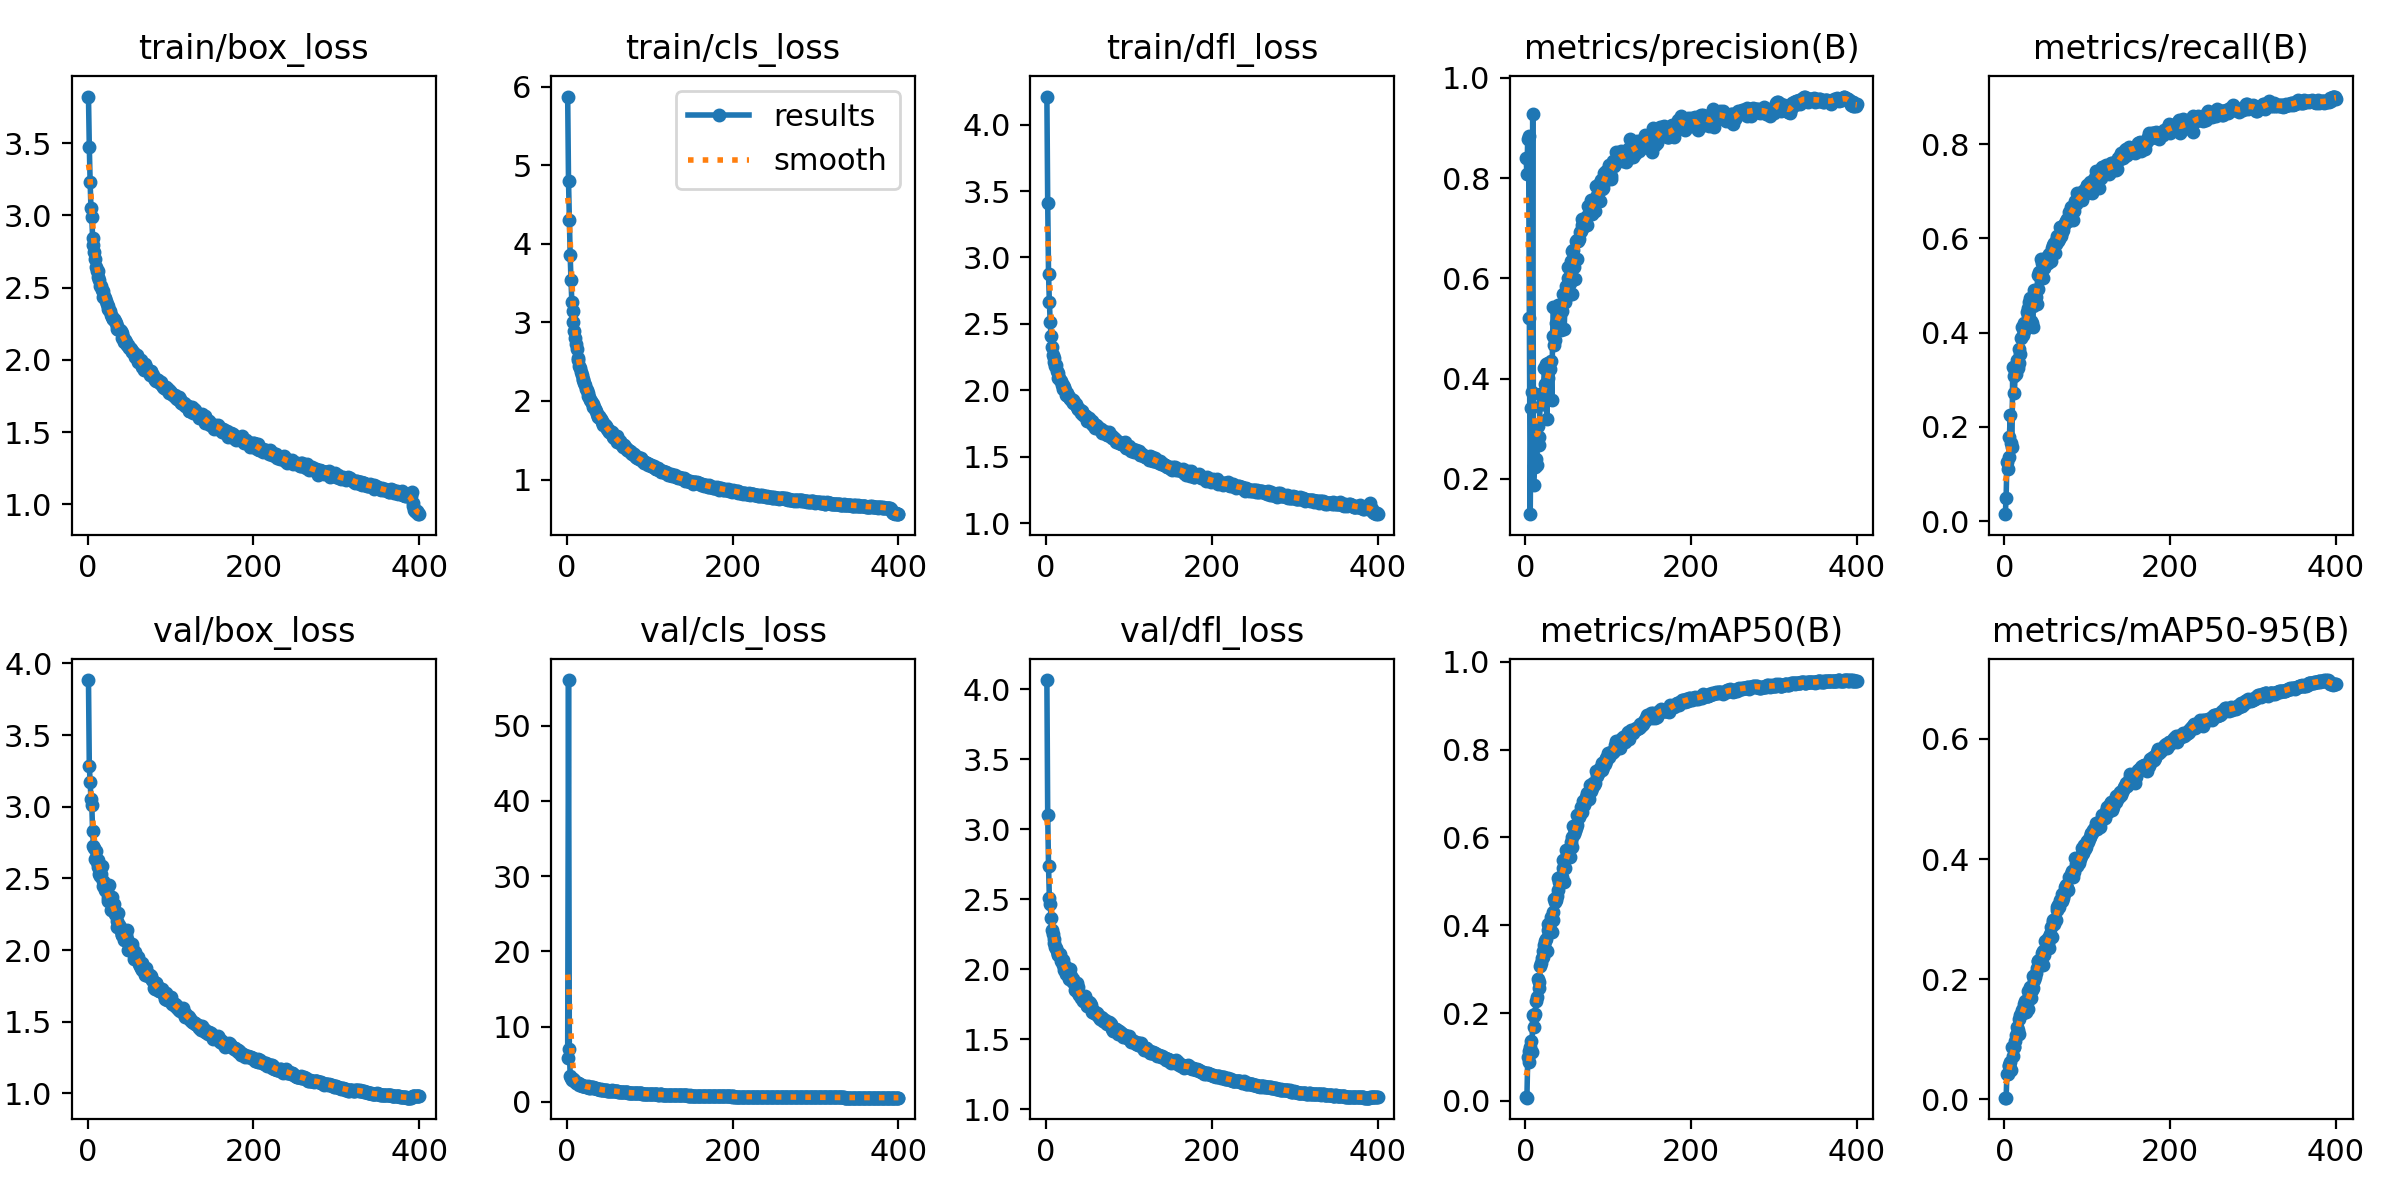 train/box_loss
train/cls_loss
train/dfl_loss
metrics/precision(B)
metrics/recall(B)
3.5
3.0
2.5
2.0
1.5
1.0
0 200 400
6
5
4
3
2
1
results
smooth
0 200 400
4.0
3.5
3.0
2.5
2.0
1.5
1.0
0 200 400
1.0
0.8
0.6
0.4
0.2
0 200 400
0.8
0.6
0.4
0.2
0.0
0 200 400
val/box_loss
val/cls_loss
val/dfl_loss
metrics/mAP50(B)
metrics/mAP50-95(B)
4.0
3.5
3.0
2.5
2.0
1.5
1.0
0 200 400
50
40
30
20
10
0
0 200 400
4.0
3.5
3.0
2.5
2.0
1.5
1.0
0 200 400
1.0
0.8
0.6
0.4
0.2
0.0
0 200 400
0.6
0.4
0.2
0.0
0 200 400